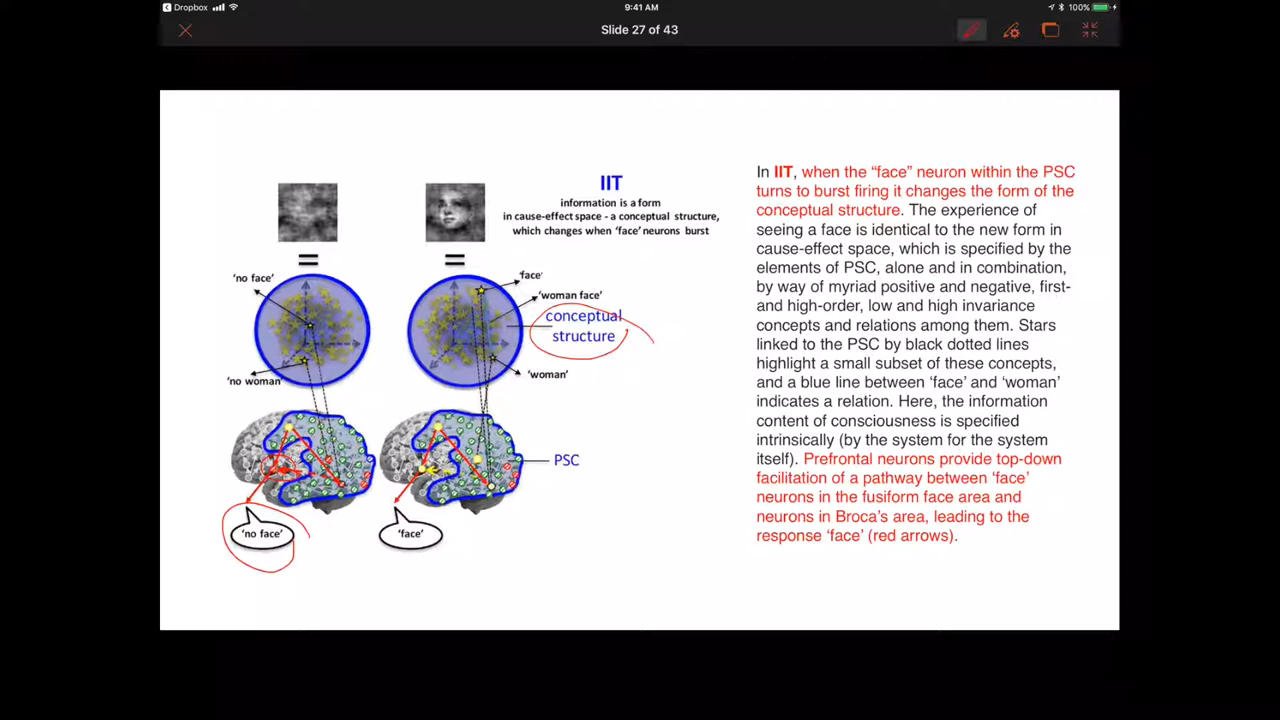 Dropbox
9:41 AM
100%
Slide 27 of 43
IIT
information is a form
in cause-effect space - a conceptual structure,
which changes when ‘face’ neurons burst
=
=
‘no face’
‘face’
‘woman face’
conceptual
structure
‘no woman’
‘woman’
PSC
‘no face’
‘face’
In IIT, when the “face” neuron within the PSC
turns to burst firing it changes the form of the
conceptual structure. The experience of
seeing a face is identical to the new form in
cause-effect space, which is specified by the
elements of PSC, alone and in combination,
by way of myriad positive and negative, first-
and high-order, low and high invariance
concepts and relations among them. Stars
linked to the PSC by black dotted lines
highlight a small subset of these concepts,
and a blue line between ‘face’ and ‘woman’
indicates a relation. Here, the information
content of consciousness is specified
intrinsically (by the system for the system
itself). Prefrontal neurons provide top-down
facilitation of a pathway between ‘face’
neurons in the fusiform face area and
neurons in Broca’s area, leading to the
response ‘face’ (red arrows).